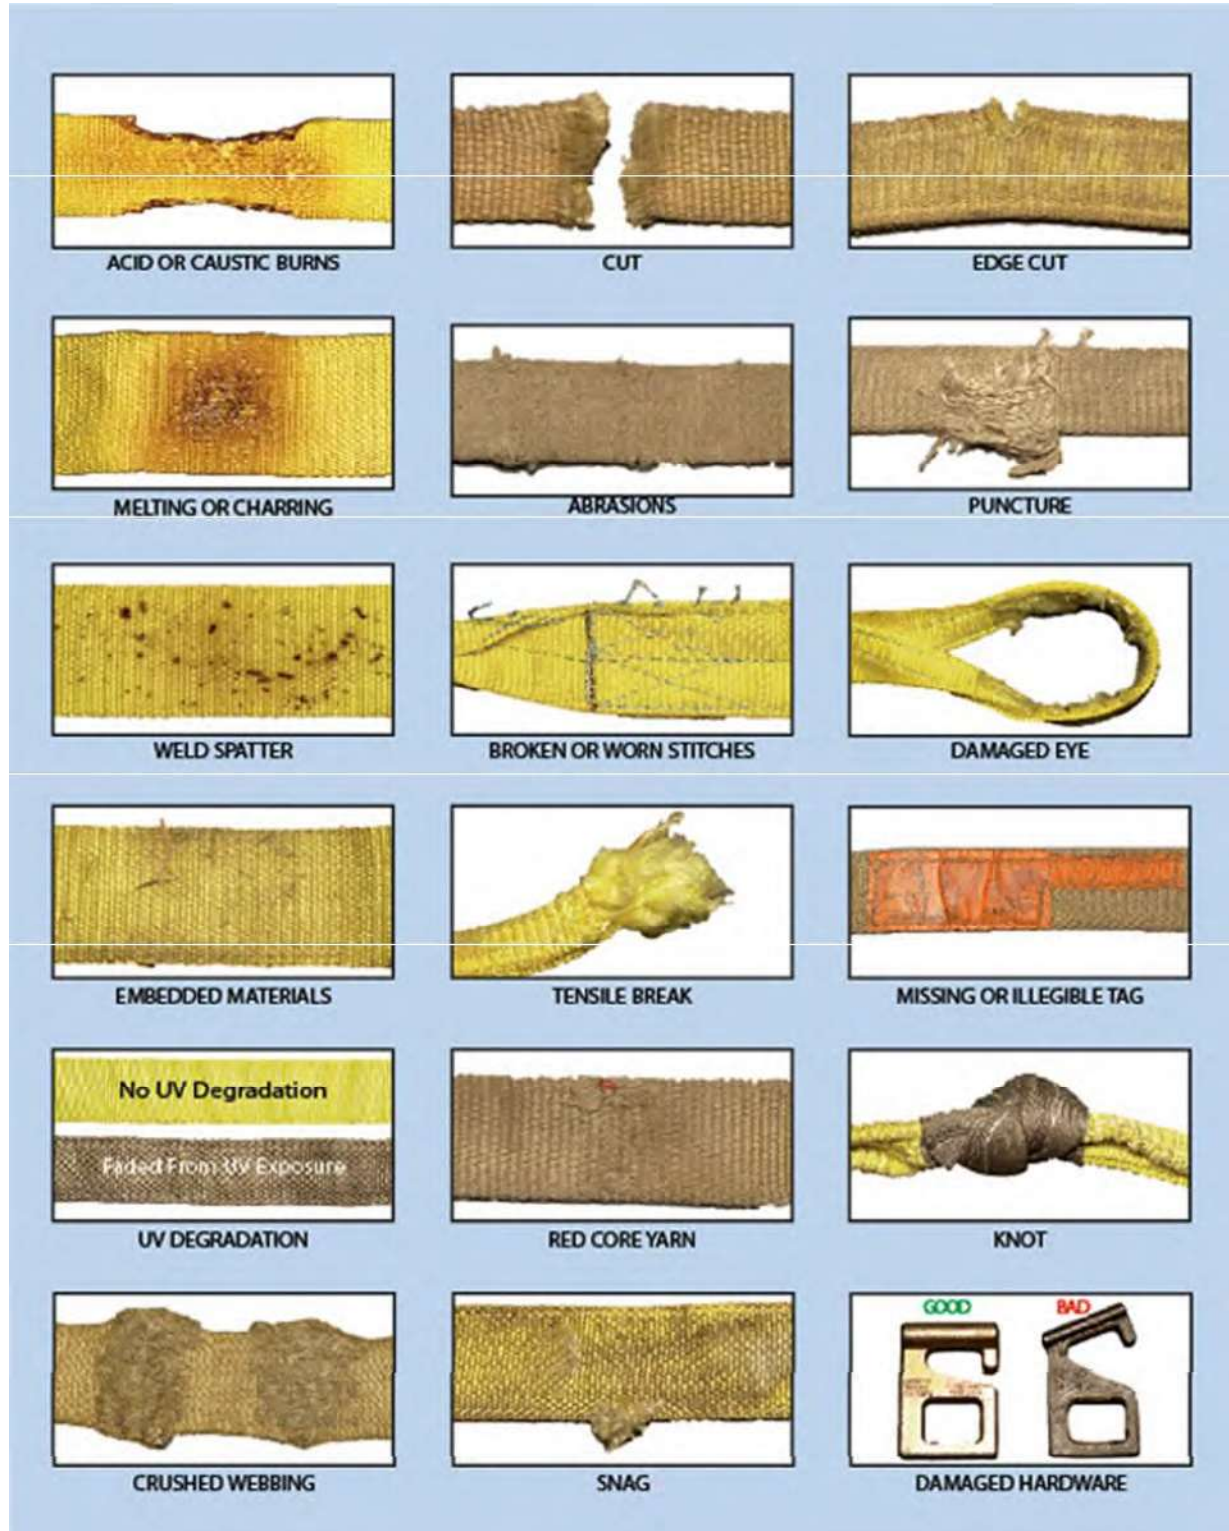 ACID OR CAUSTIC BURNS
CUT
EDGE CUT
MELTING OR CHARRING
ABRASIONS
PUNCTURE
WELD SPATTER
BROKEN OR WORN STITCHES
DAMAGED EYE
EMBEDDED MATERIALS
TENSILE BREAK
MISSING OR ILLEGIBLE TAG
No UV Degradation
Faded From UV Exposure
UV DEGRADATION
RED CORE YARN
KNOT
CRUSHED WEBBING
SNAG
GOOD
BAD
DAMAGED HARDWARE